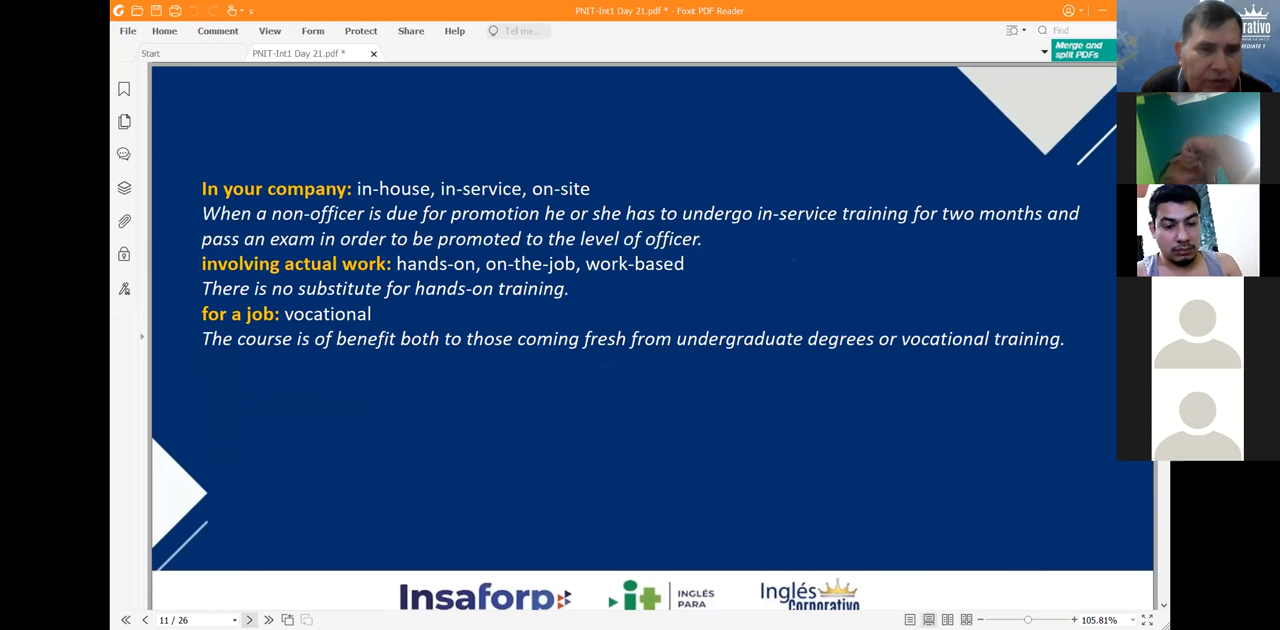 PNIT-Int1 Day 21.pdf * - Foxit PDF Reader
File Home Comment View Form Protect Share Help Tell me... Find
Start PNIT-Int1 Day 21.pdf *
Merge and
split PDFs
In your company: in-house, in-service, on-site
When a non-officer is due for promotion he or she has to undergo in-service training for two months and
pass an exam in order to be promoted to the level of officer.
involving actual work: hands-on, on-the-job, work-based
There is no substitute for hands-on training.
for a job: vocational
The course is of benefit both to those coming fresh from undergraduate degrees or vocational training.
Insaforp
it
INGLÉS
PARA
Inglés
Corporativo
11 / 26
105.81%